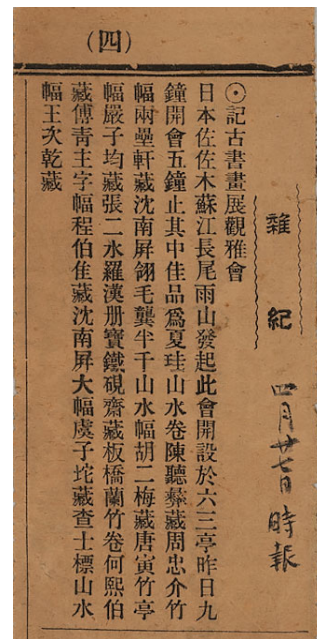 （四）
雜紀
四月廿七日 時報
⊙記古書畫展觀雅會
日本佐佐木蘇江長尾雨山發起此會開設於六三亭昨日九
鐘開會五鐘止其中佳品爲夏珪山水卷陳聽彝藏周忠介竹
幅兩罍軒藏沈南屏翎毛龔半千山水幅胡二梅藏唐寅竹亭
幅嚴子均藏張二水羅漢册寶鐵硯齋藏板橋蘭竹卷何熙伯
藏傅靑主字幅程伯隹藏沈南屏大幅虞子垞藏查士標山水
幅王久乾藏